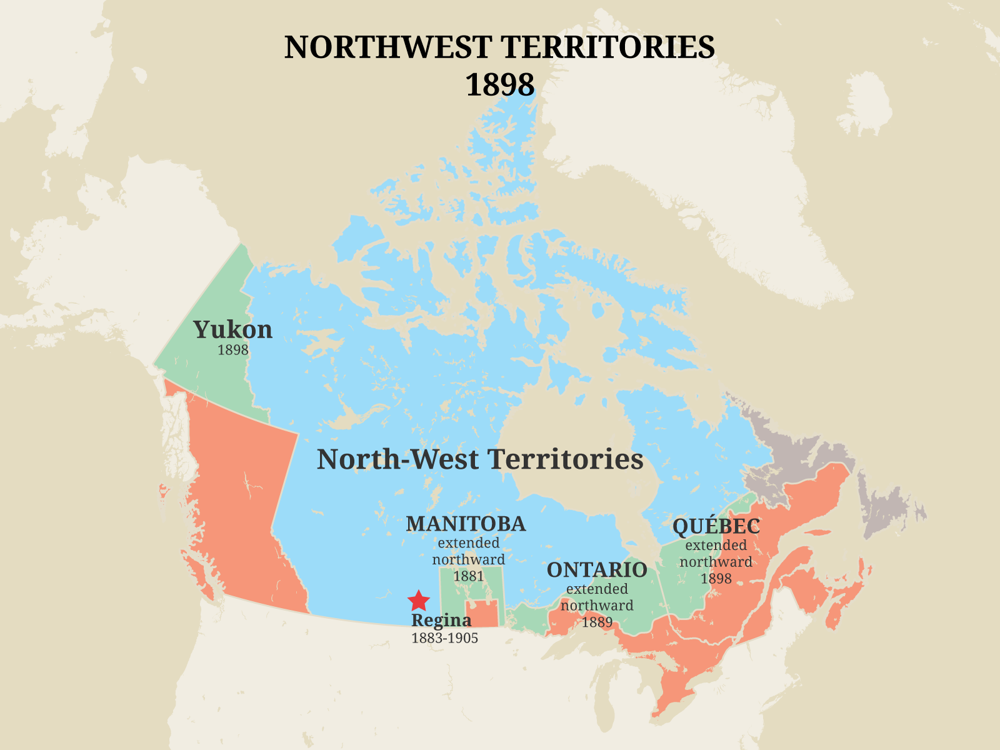 NORTHWEST TERRITORIES
1898
Yukon
1898
North-West Territories
MANITOBA
extended
northward
1881
QUÉBEC
extended
northward
1898
ONTARIO
extended
northward
1889
Regina
1883-1905